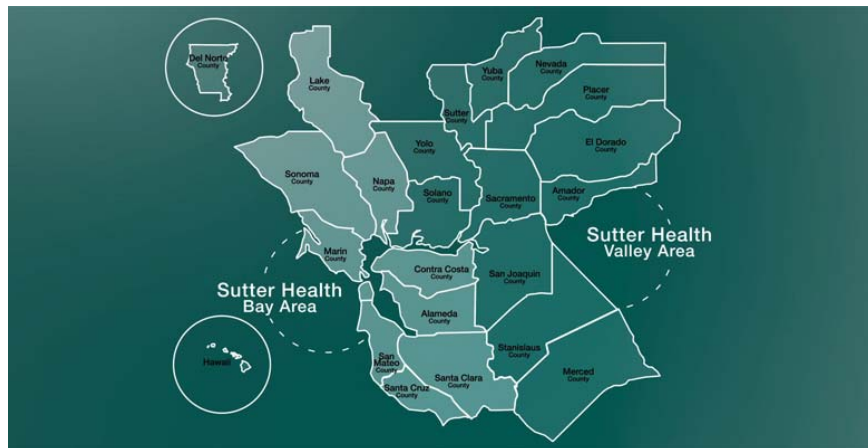 Del Norte
County
Lake
County
Yuba
County
Nevada
County
Placer
County
Sutter
County
El Dorado
County
Yolo
County
Sonoma
County
Napa
County
Solano
County
Sacramento
County
Amador
County
Marin
County
Contra Costa
County
San Joaquin
County
Sutter Health
Valley Area
Sutter Health
Bay Area
Alameda
County
Stanislaus
County
San
Mateo
County
Santa Clara
County
Santa Cruz
County
Merced
County
Hawaii